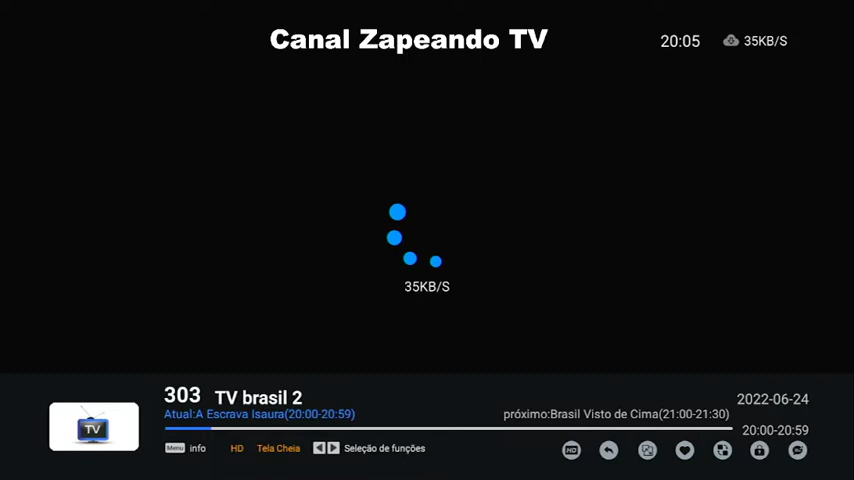 Canal Zapeando TV
20:05 35KB/S
35KB/S
303 TV brasil 2
2022-06-24
Atual:A Escrava Isaura(20:00-20:59) próximo:Brasil Visto de Cima(21:00-21:30)
TV
20:00-20:59
Menu info HD Tela Cheia Seleção de funções
HD